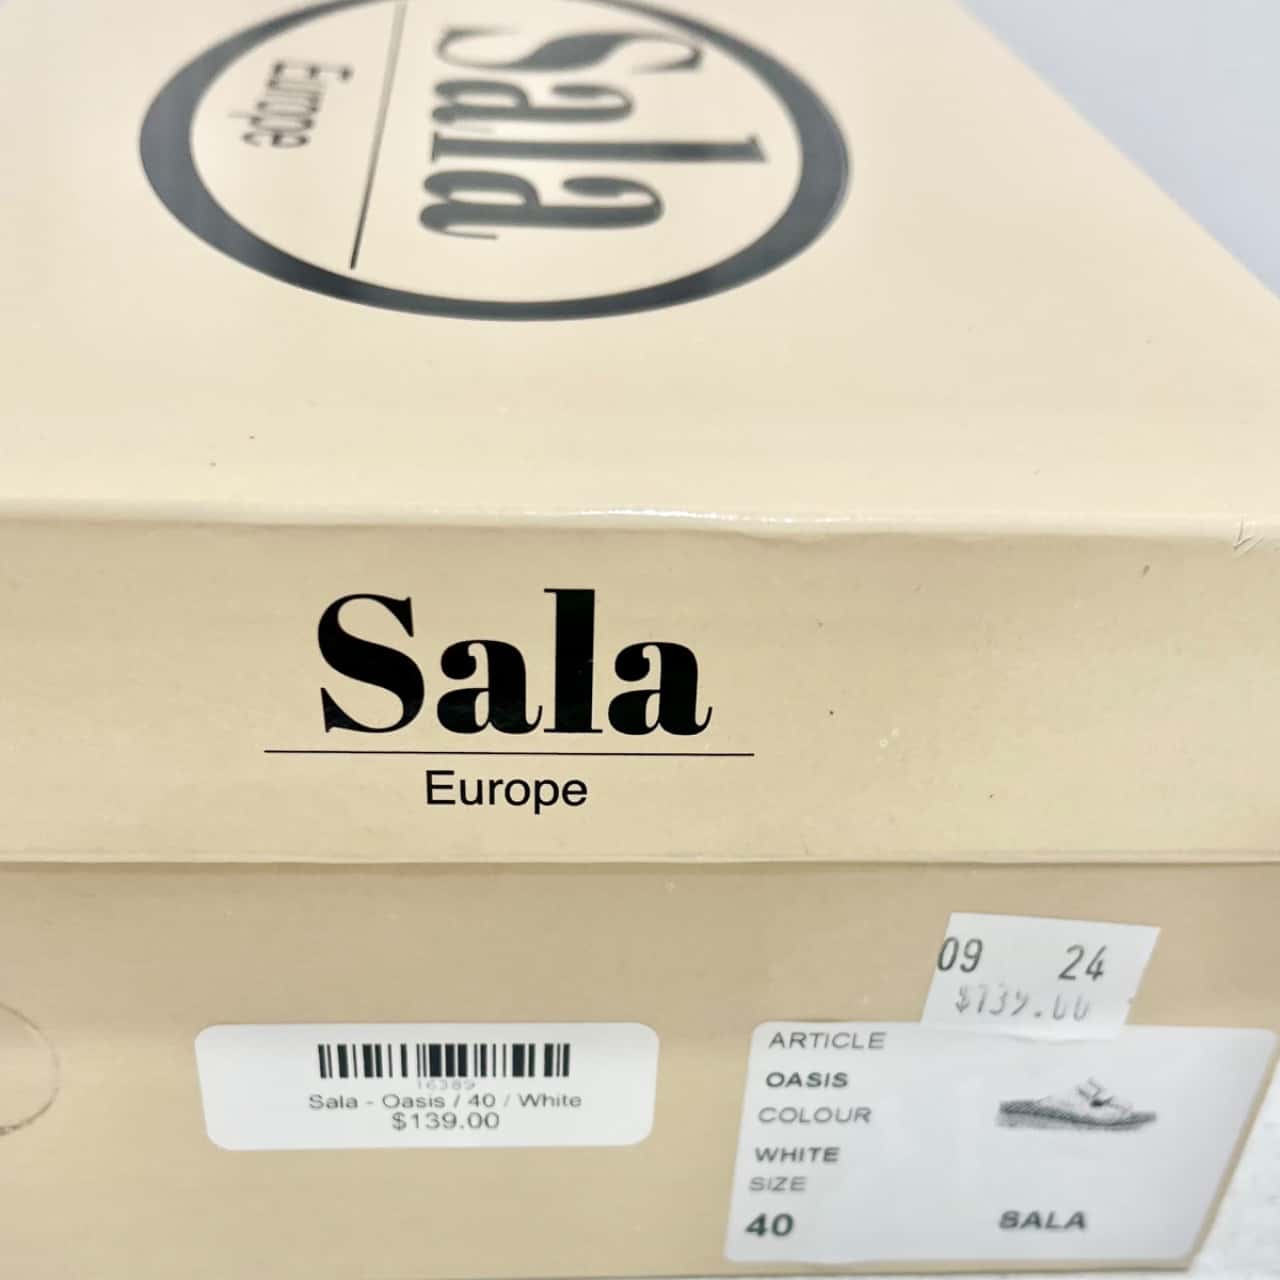 Sala
Europe
Sala
Europe
09 24
$139.00
16389
Sala - Oasis / 40 / White
$139.00
ARTICLE
OASIS
COLOUR
WHITE
SIZE
40
SALA